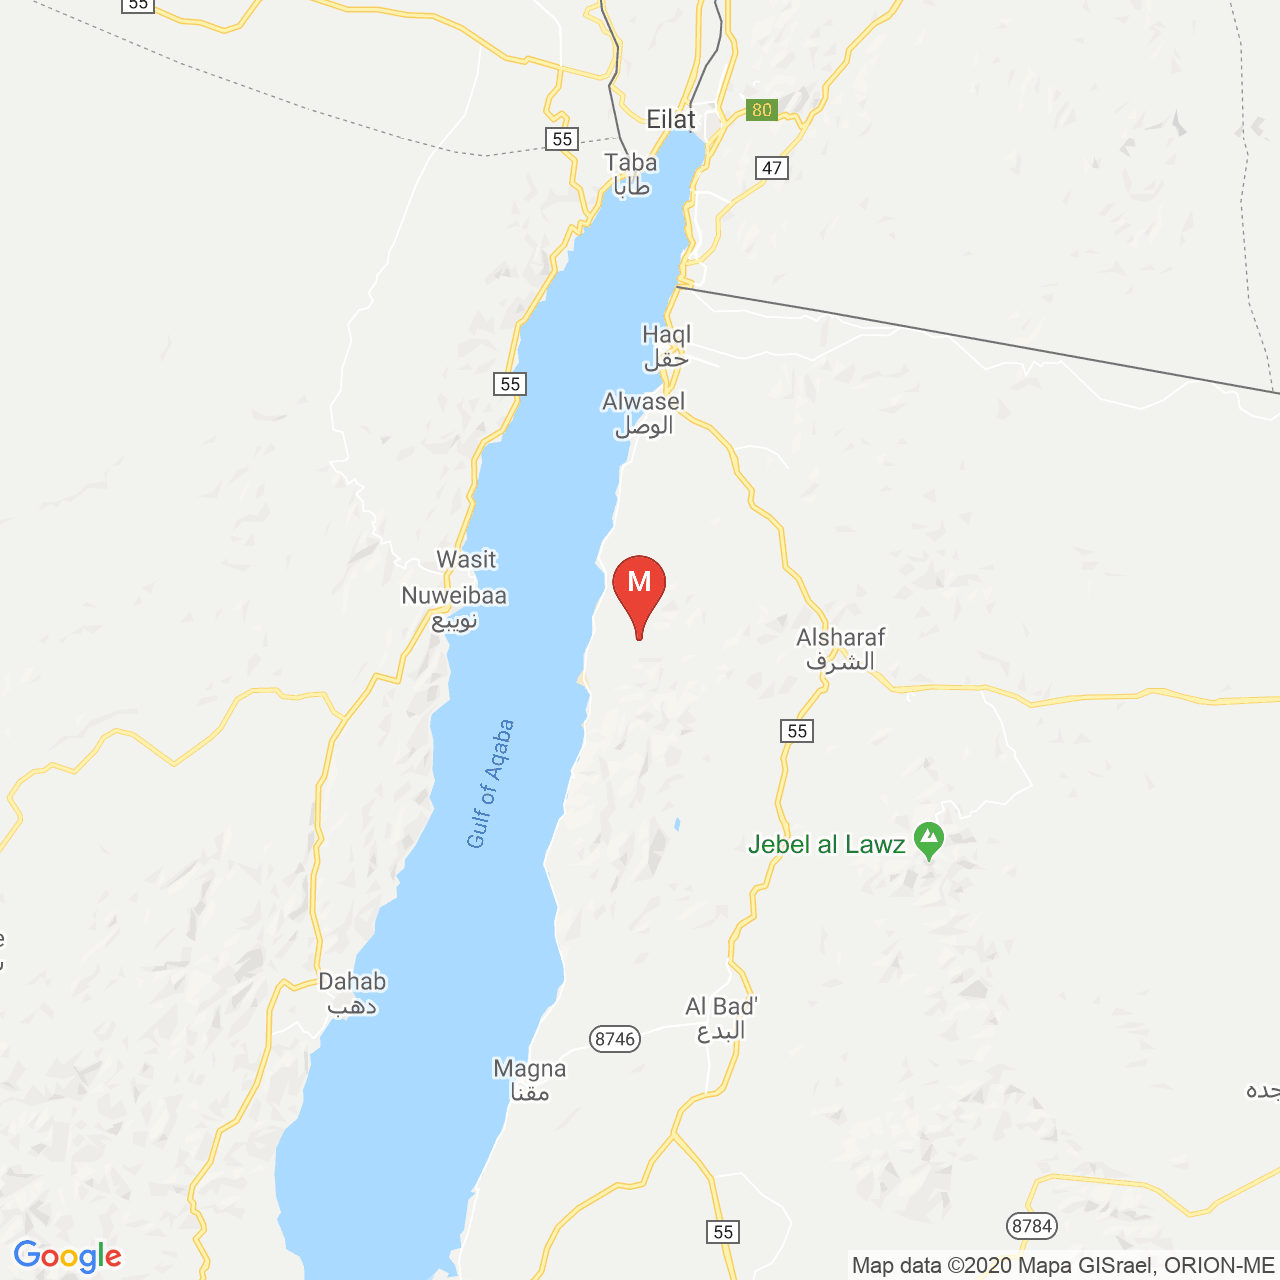 55
Eilat
80
55
47
Taba
طابا
Haql
حقل
55
Alwasel
الوصل
Wasit
M
Nuweibaa
نويبع
Alsharaf
الشرف
55
Gulf of Aqaba
Jebel al Lawz
Dahab
دهب
Al Bad'
البدع
8746
Magna
مقنا
55
8784
Google
Map data ©2020 Mapa GISrael, ORION-ME